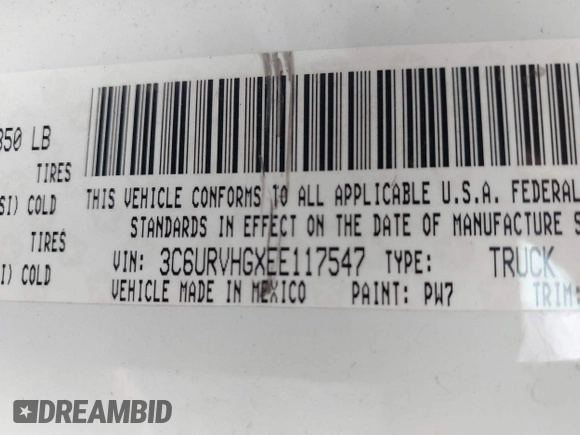 850 LB
TIRES
SI) COLD
TIRES
I) COLD
THIS VEHICLE CONFORMS TO ALL APPLICABLE U.S.A. FEDERAL
STANDARDS IN EFFECT ON THE DATE OF MANUFACTURE S
VIN: 3C6URVHGXEE117547 TYPE: TRUCK
VEHICLE MADE IN MEXICO PAINT: PW7 TRIM:
DREAMBID